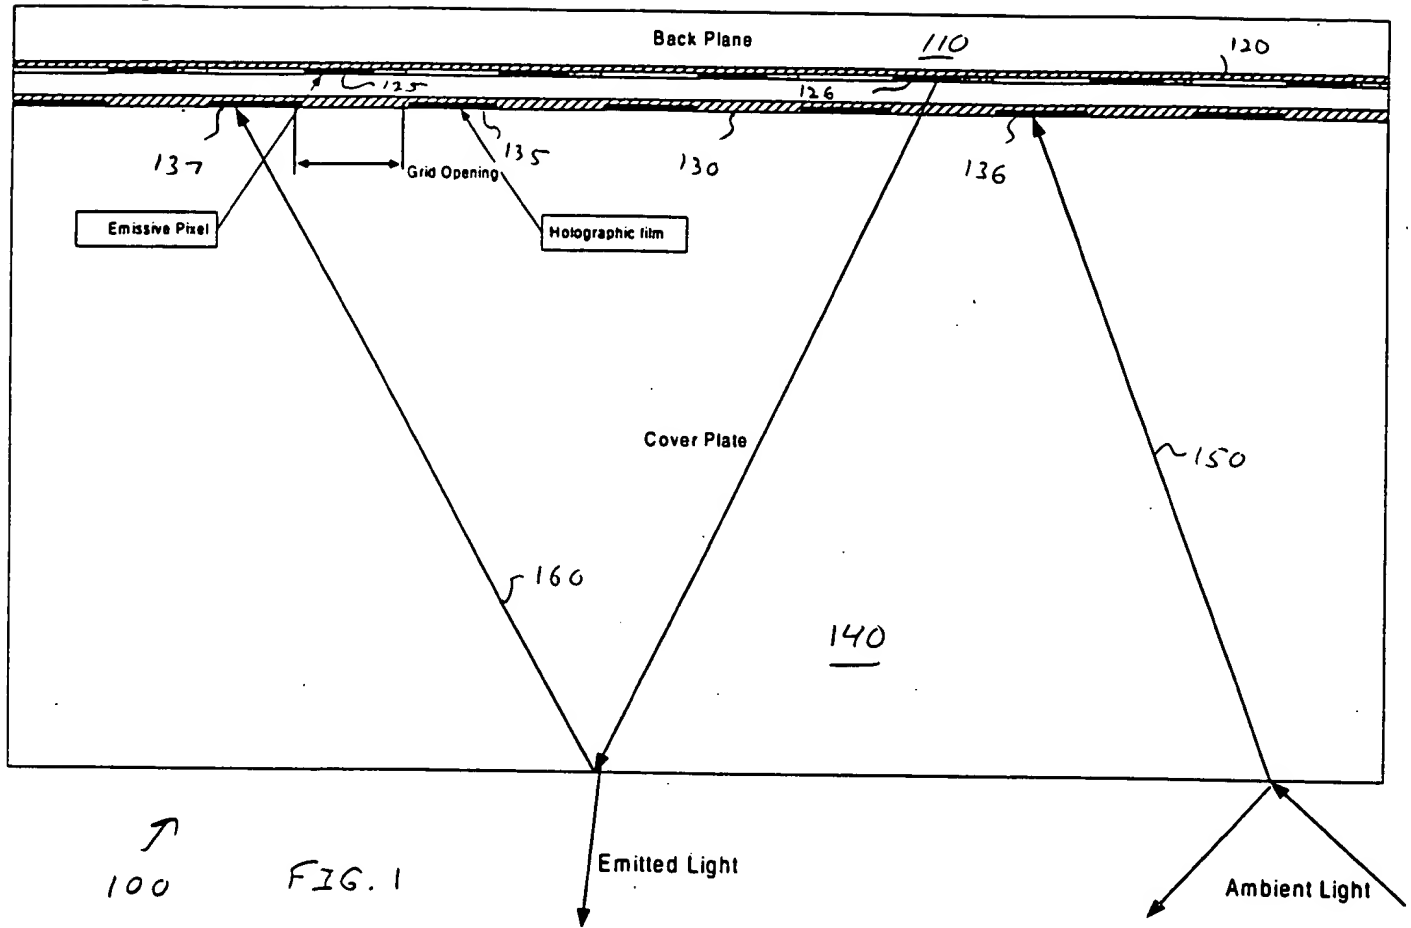 Back Plane
110
120
125
126
137
135
130
136
Grid Opening
Emissive Pixel
Holographic film
Cover Plate
150
160
140
100
FIG. 1
Emitted Light
Ambient Light